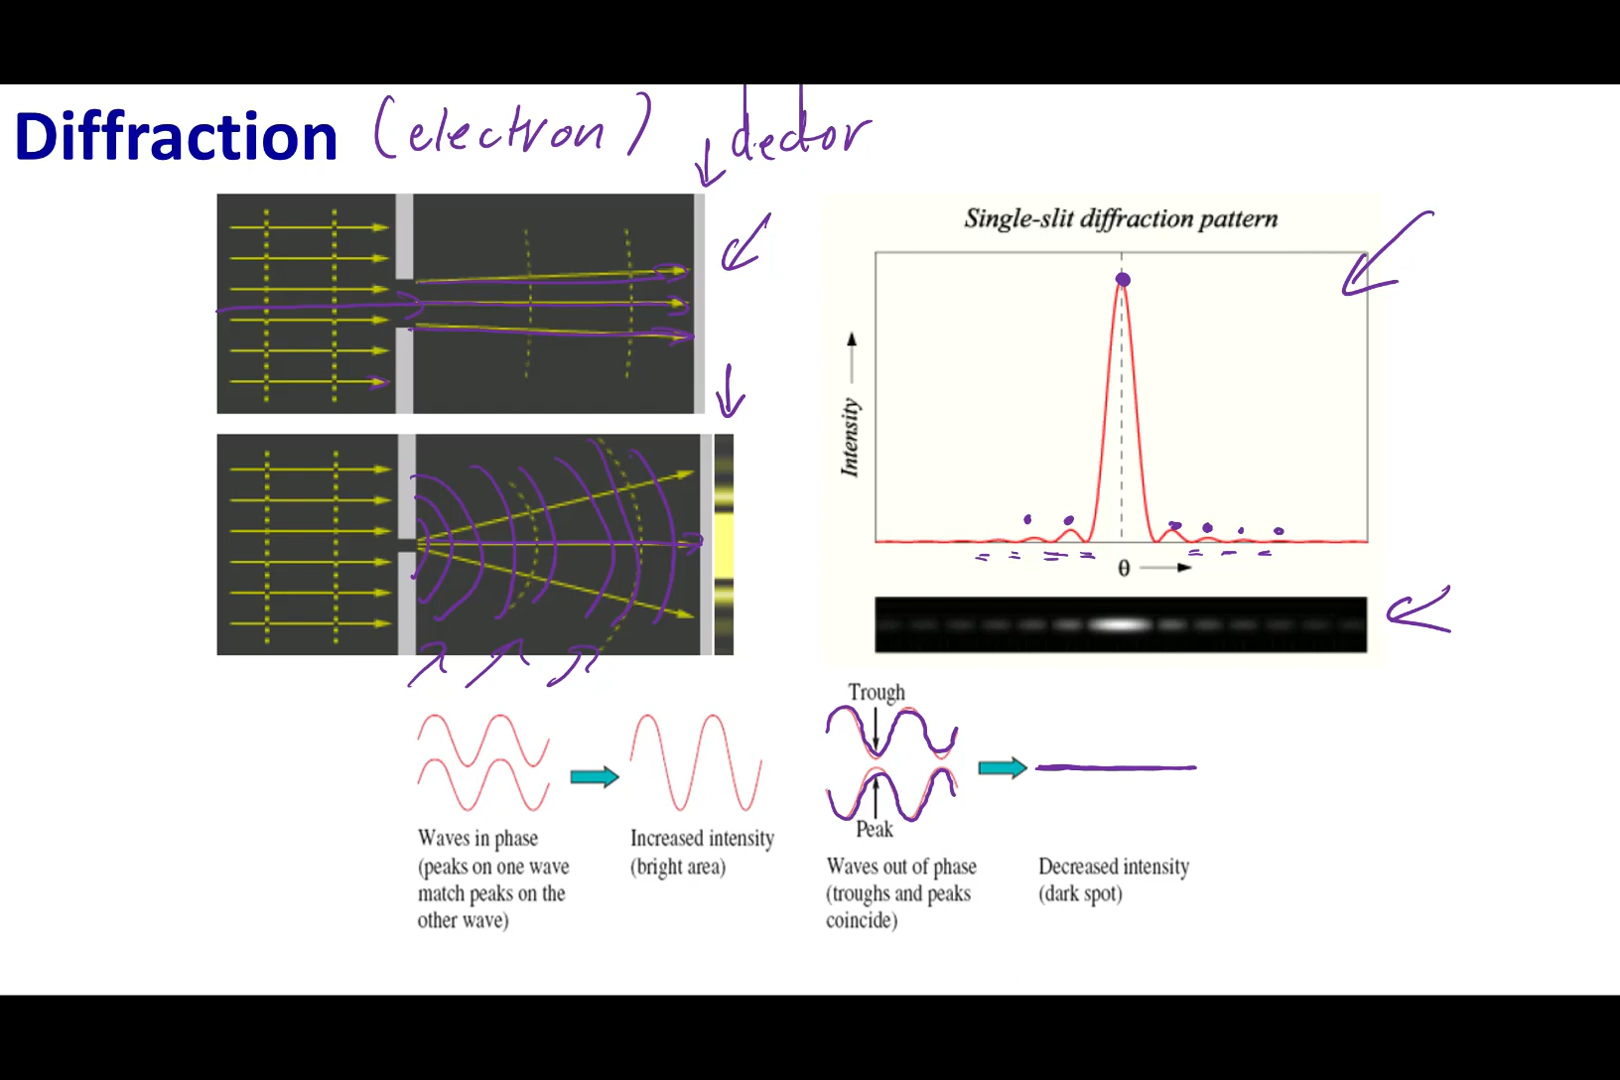 Diffraction (electron) dector
Single-slit diffraction pattern
Intensity
θ
Trough
Peak
Waves in phase
(peaks on one wave
match peaks on the
other wave)
Increased intensity
(bright area)
Waves out of phase
(troughs and peaks
coincide)
Decreased intensity
(dark spot)